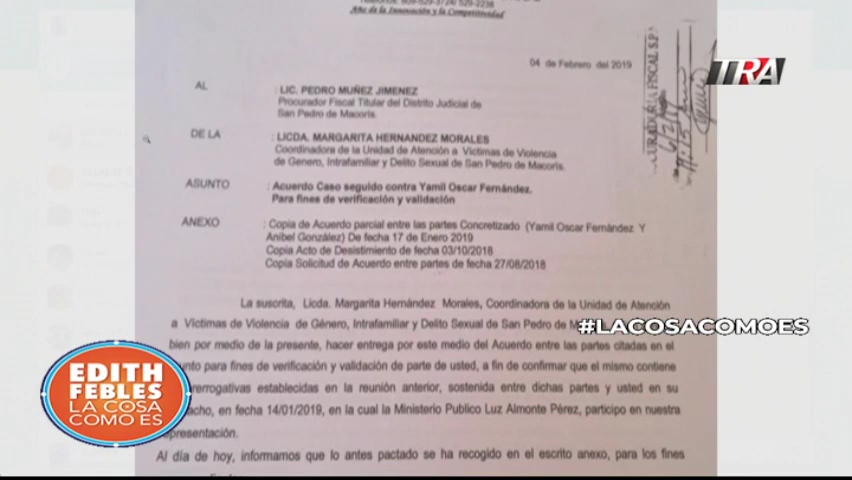 529-2238
Año de la Innovación y la Competitividad
04 de Febrero del 2019
TRA
AL : LIC. PEDRO MUÑEZ JIMENEZ
Procurador Fiscal Titular del Distrito Judicial de
San Pedro de Macorís.
DE LA : LICDA. MARGARITA HERNANDEZ MORALES
Coordinadora de la Unidad de Atención a Víctimas de Violencia
de Genero, Intrafamiliar y Delito Sexual de San Pedro de Macorís.
ASUNTO : Acuerdo Caso seguido contra Yamil Oscar Fernández.
Para fines de verificación y validación
ANEXO : Copia de Acuerdo parcial entre las partes Concretizado (Yamil Oscar Fernández Y
Anibel González) De fecha 17 de Enero 2019
Copia Acto de Desistimiento de fecha 03/10/2018
Copia Solicitud de Acuerdo entre partes de fecha 27/08/2018
La suscrita, Licda. Margarita Hernández Morales, Coordinadora de la Unidad de Atención
a Víctimas de Violencia de Género, Intrafamiliar y Delito Sexual de San Pedro de
#LACOSACOMOES
bien por medio de la presente, hacer entrega por este medio del Acuerdo entre las partes citadas en el
para fines de verificación y validación de parte de usted, a fin de confirmar que el mismo contiene
establecidas en la reunión anterior, sostenida entre dichas partes y usted en su
en fecha 14/01/2019, en la cual la Ministerio Publico Luz Almonte Pérez, participo en nuestra
Al día de hoy, informamos que lo antes pactado se ha recogido en el escrito anexo, para los fines
URADURIA FISCAL S.P.
EDITH
FEBLES
LA COSA
COMO ES